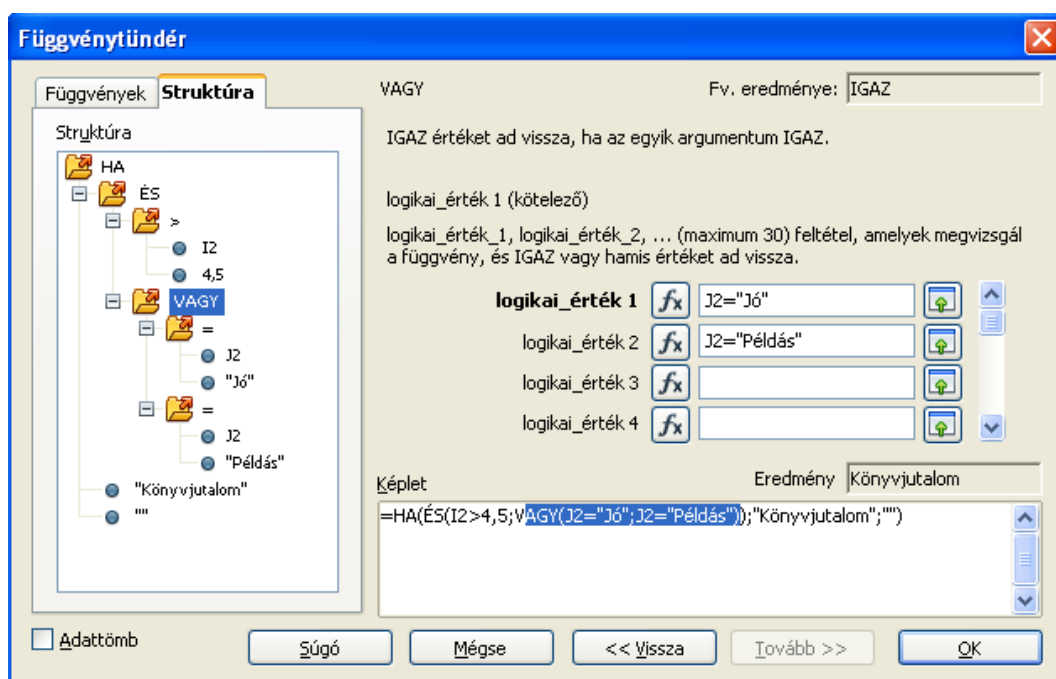 Függvénytündér
Függvények
Struktúra
Struktúra
HA
ÉS
>
I2
4,5
VAGY
=
J2
"Jó"
=
J2
"Példás"
"Könyvjutalom"
""
VAGY
Fv. eredménye:
IGAZ
IGAZ értéket ad vissza, ha az egyik argumentum IGAZ.
logikai_érték 1 (kötelező)
logikai_érték_1, logikai_érték_2, ... (maximum 30) feltétel, amelyek megvizsgál
a függvény, és IGAZ vagy hamis értéket ad vissza.
logikai_érték 1 fx J2="Jó"
logikai_érték 2 fx J2="Példás"
logikai_érték 3 fx
logikai_érték 4 fx
Képlet
Eredmény
Könyvjutalom
=HA(ÉS(I2>4,5;VAGY(J2="Jó";J2="Példás"));"Könyvjutalom";"")
Adattömb
Súgó
Mégse
<< Vissza
Tovább >>
OK